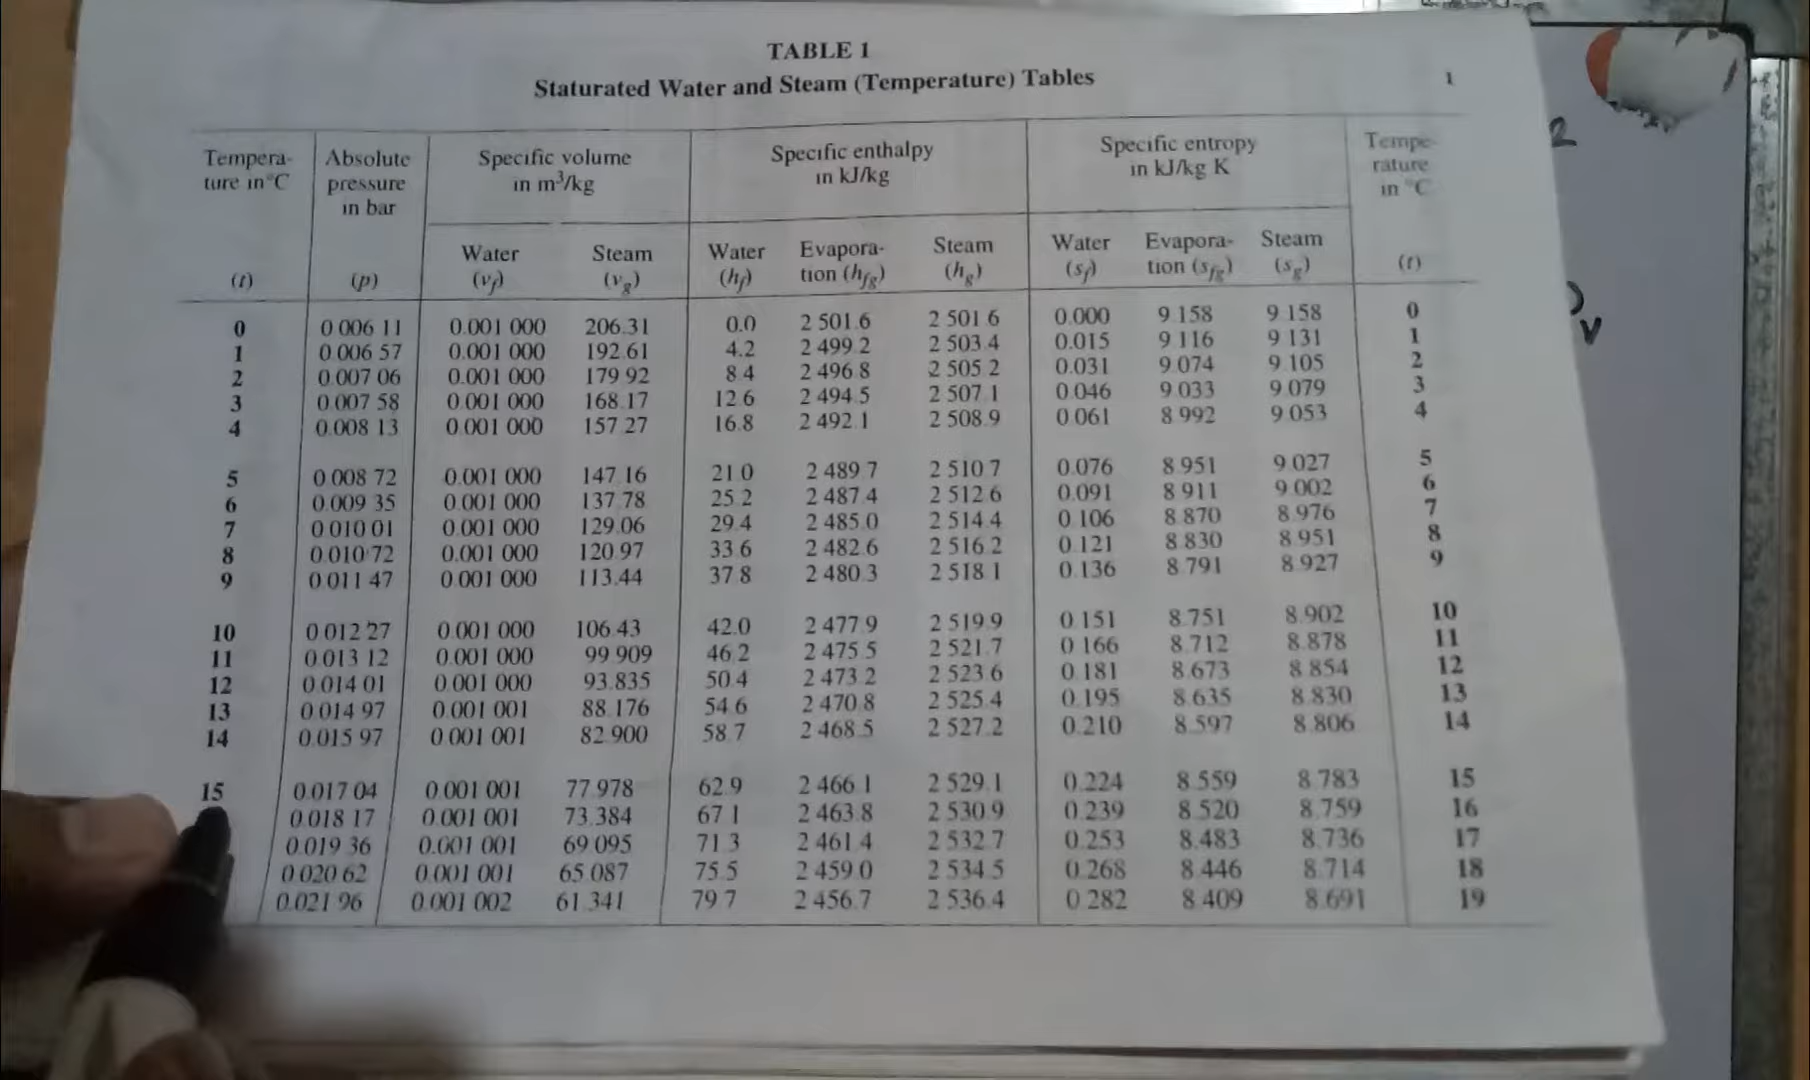 TABLE 1
Staturated Water and Steam (Temperature) Tables
1
Tempera- Absolute Specific volume Specific enthalpy Specific entropy Tempe-
ture in °C pressure in m³/kg in kJ/kg in kJ/kg K rature
in bar in °C
Water Steam Water Evapora- Steam Water Evapora- Steam
(t) (p) (vf) (vg) (hf) tion (hfg) (hg) (sf) tion (sfg) (sg) (t)
0 0 006 11 0.001 000 206.31 0.0 2 501.6 2 501 6 0.000 9 158 9 158 0
1 0 006 57 0.001 000 192.61 4.2 2 499 2 2 503 4 0.015 9 116 9 131 1
2 0.007 06 0.001 000 179 92 8 4 2 496 8 2 505 2 0.031 9.074 9.105 2
3 0.007 58 0.001 000 168.17 12 6 2 494.5 2 507 1 0 046 9 033 9.079 3
4 0.008 13 0.001 000 157.27 16.8 2 492.1 2 508.9 0 061 8 992 9 053 4
5 0 008 72 0.001 000 147 16 21.0 2 489 7 2 510 7 0.076 8 951 9.027 5
6 0.009 35 0.001 000 137.78 25.2 2 487 4 2 512 6 0.091 8 911 9 002 6
7 0 010 01 0.001 000 129.06 29.4 2 485.0 2 514 4 0 106 8 870 8.976 7
8 0.010 72 0.001 000 120.97 33 6 2 482.6 2 516 2 0.121 8 830 8.951 8
9 0 011 47 0.001 000 113.44 37 8 2 480.3 2 518 1 0 136 8 791 8.927 9
10 0 012 27 0.001 000 106 43 42.0 2 477.9 2 519.9 0 151 8.751 8.902 10
11 0.013 12 0.001 000 99 909 46 2 2 475.5 2 521.7 0 166 8.712 8.878 11
12 0.014 01 0.001 000 93.835 50 4 2 473 2 2 523 6 0 181 8.673 8 854 12
13 0 014 97 0.001 001 88 176 54 6 2 470 8 2 525 4 0.195 8 635 8 830 13
14 0.015 97 0 001 001 82 900 58 7 2 468 5 2 527.2 0.210 8 597 8 806 14
15 0.017 04 0.001 001 77 978 62.9 2 466 1 2 529.1 0.224 8 559 8 783 15
0.018 17 0.001 001 73.384 67 1 2 463.8 2 530.9 0.239 8 520 8,759 16
0.019 36 0.001 001 69 095 71 3 2 461 4 2 532 7 0.253 8.483 8.736 17
0 020 62 0.001 001 65 087 75 5 2 459 0 2 534 5 0.268 8 446 8.714 18
0.021 96 0.001 002 61 341 79 7 2 456.7 2 536.4 0 282 8 409 8.691 19
2
v